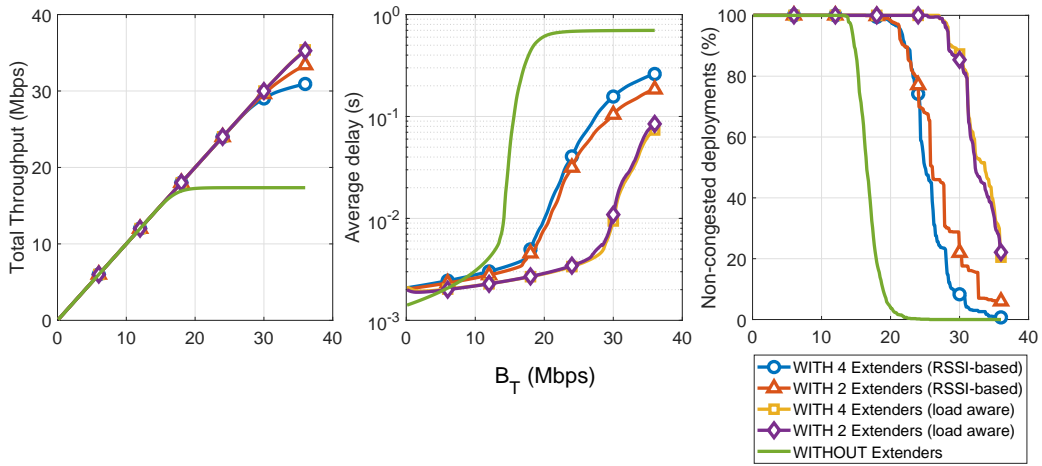 Total Throughput (Mbps)
40
30
20
10
0
0 10 20 30 40
Average delay (s)
10^0
10^-1
10^-2
10^-3
0 10 20 30 40
B_T (Mbps)
Non-congested deployments (%)
100
80
60
40
20
0
0 10 20 30 40
WITH 4 Extenders (RSSI-based)
WITH 2 Extenders (RSSI-based)
WITH 4 Extenders (load aware)
WITH 2 Extenders (load aware)
WITHOUT Extenders